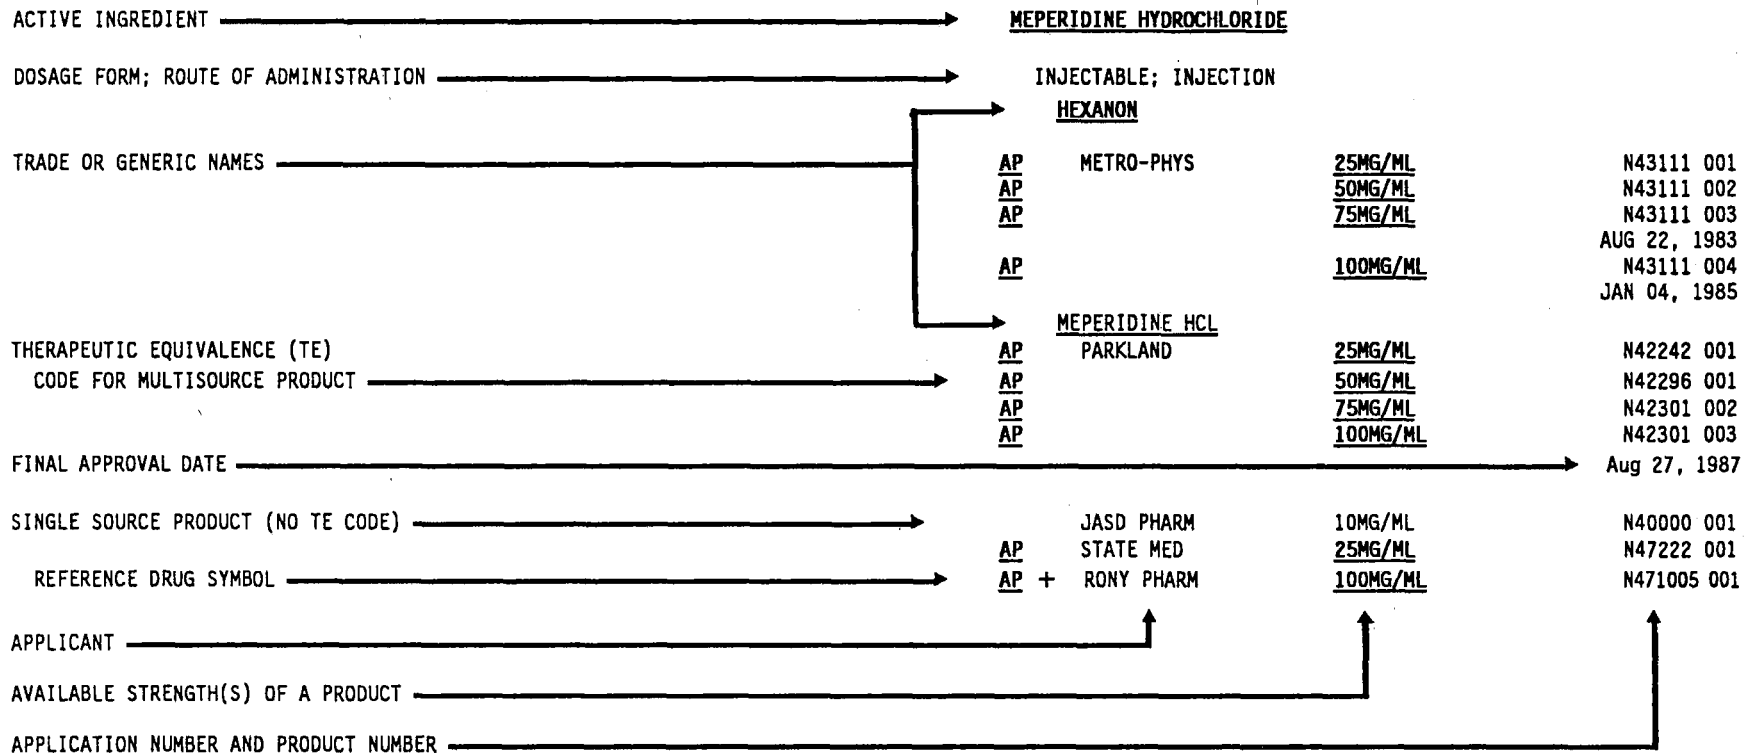 ACTIVE INGREDIENT MEPERIDINE HYDROCHLORIDE
DOSAGE FORM; ROUTE OF ADMINISTRATION INJECTABLE; INJECTION
HEXANON
TRADE OR GENERIC NAMES AP METRO-PHYS 25MG/ML N43111 001
AP 50MG/ML N43111 002
AP 75MG/ML N43111 003
AUG 22, 1983
AP 100MG/ML N43111 004
JAN 04, 1985
MEPERIDINE HCL
THERAPEUTIC EQUIVALENCE (TE) AP PARKLAND 25MG/ML N42242 001
CODE FOR MULTISOURCE PRODUCT AP 50MG/ML N42296 001
AP 75MG/ML N42301 002
AP 100MG/ML N42301 003
FINAL APPROVAL DATE Aug 27, 1987
SINGLE SOURCE PRODUCT (NO TE CODE) JASD PHARM 10MG/ML N40000 001
AP STATE MED 25MG/ML N47222 001
REFERENCE DRUG SYMBOL AP + RONY PHARM 100MG/ML N471005 001
APPLICANT
AVAILABLE STRENGTH(S) OF A PRODUCT
APPLICATION NUMBER AND PRODUCT NUMBER